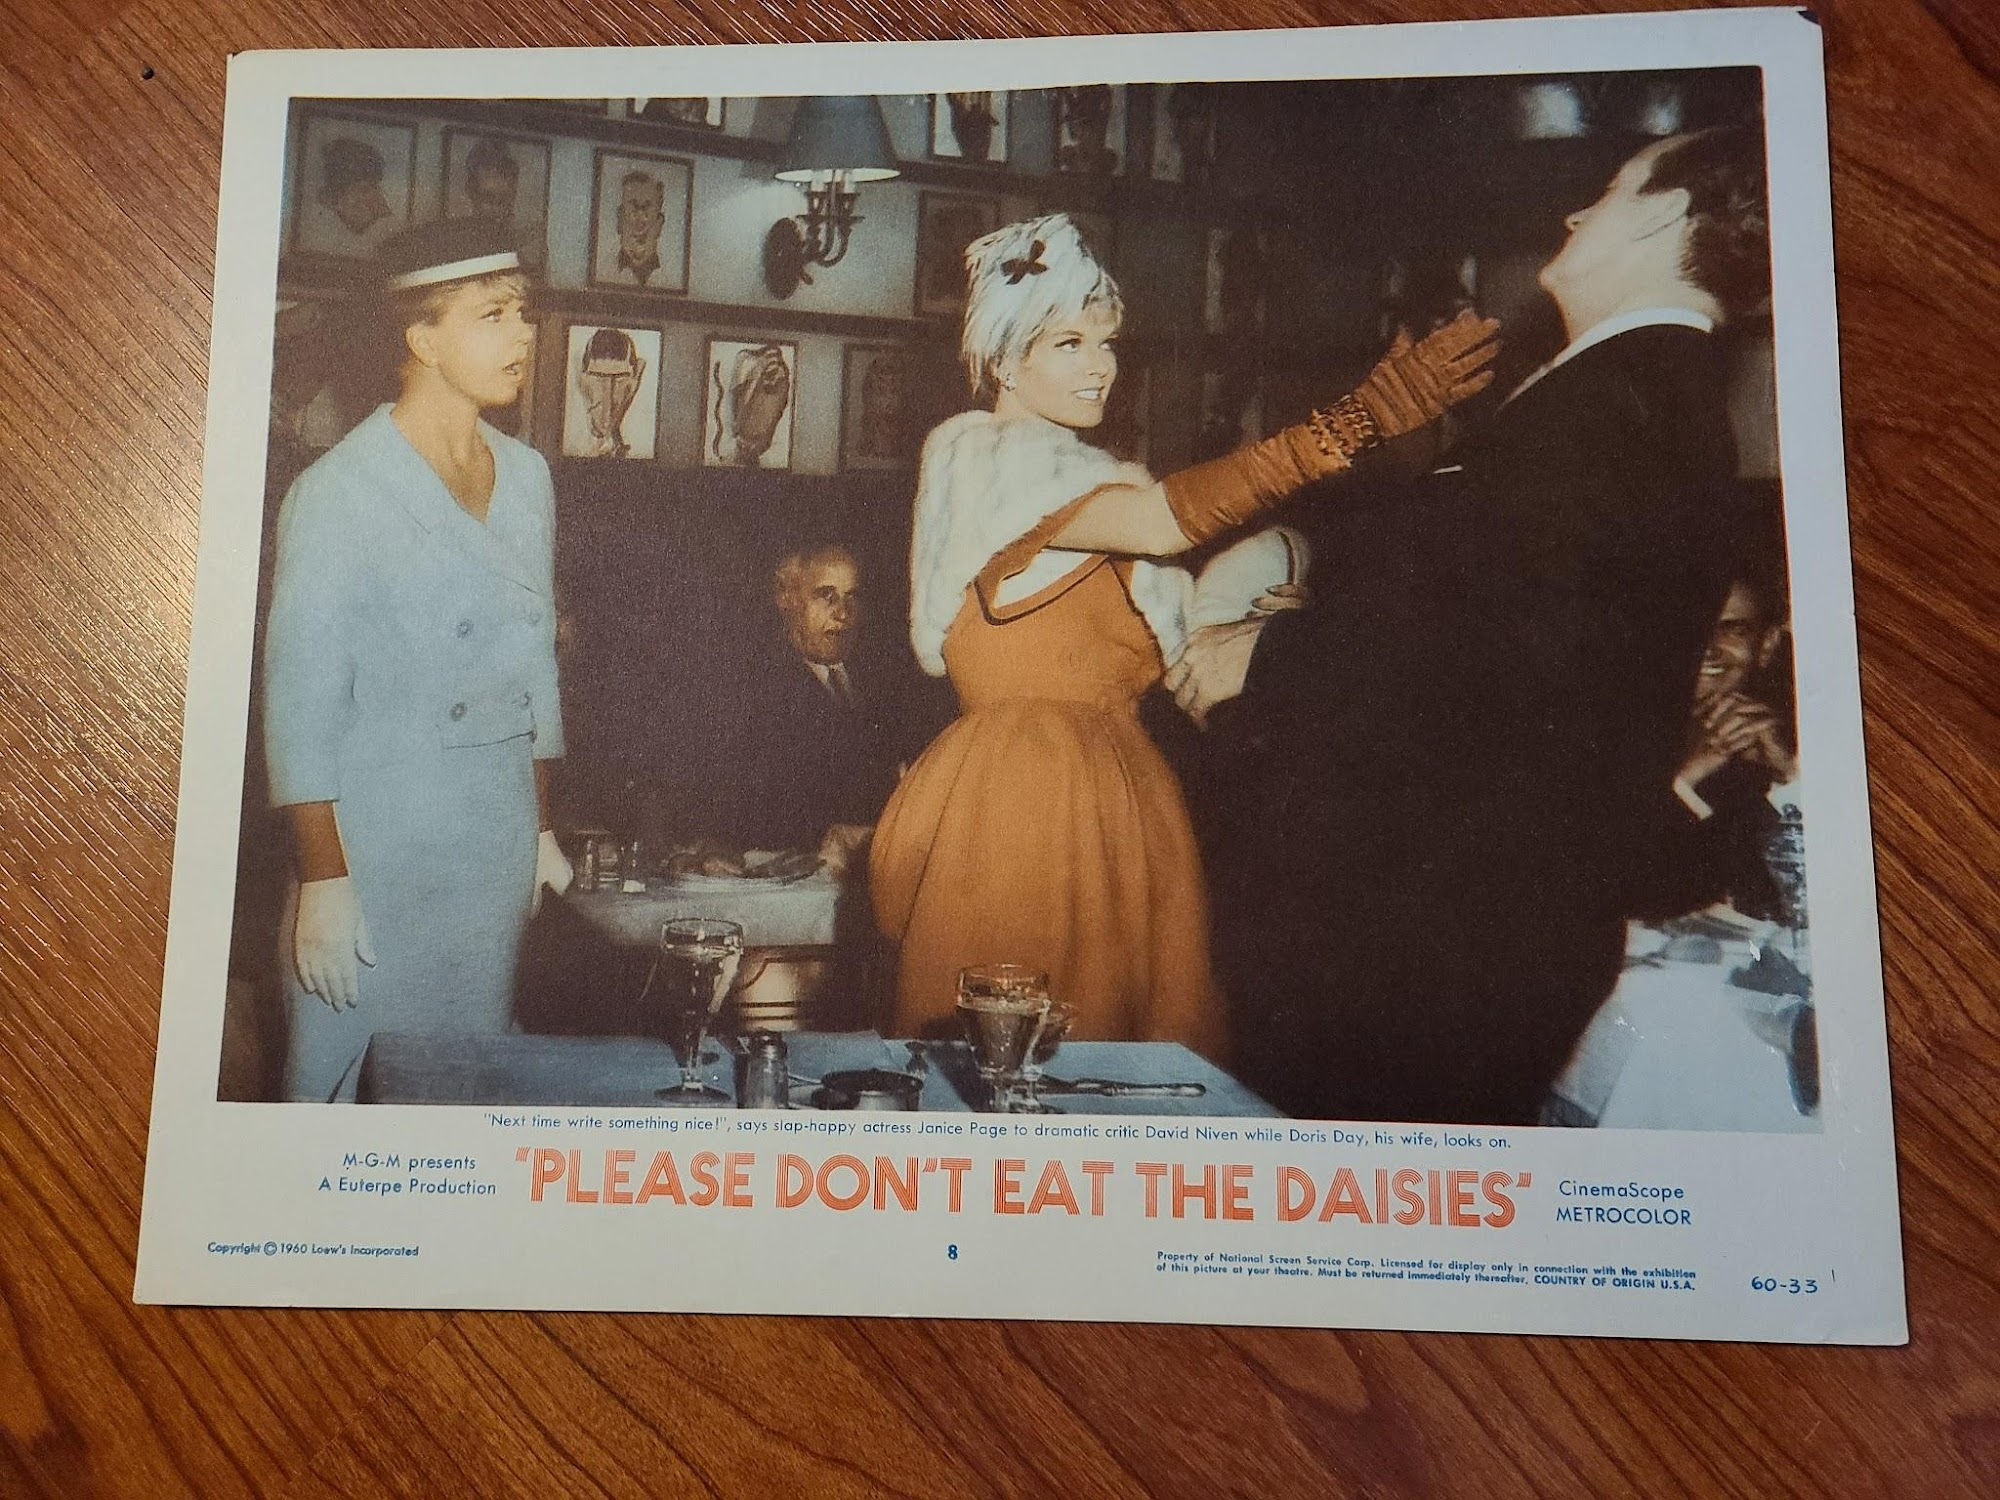 "Next time write something nice!", says slap-happy actress Janice Page to dramatic critic David Niven while Doris Day, his wife, looks on.
M-G-M presents
A Euterpe Production
"PLEASE DON'T EAT THE DAISIES"
CinemaScope
METROCOLOR
Copyright © 1960 Loew's Incorporated
8
Property of National Screen Service Corp. Licensed for display only in connection with the exhibition
of this picture at your theatre. Must be returned immediately thereafter. COUNTRY OF ORIGIN U.S.A.
60-33